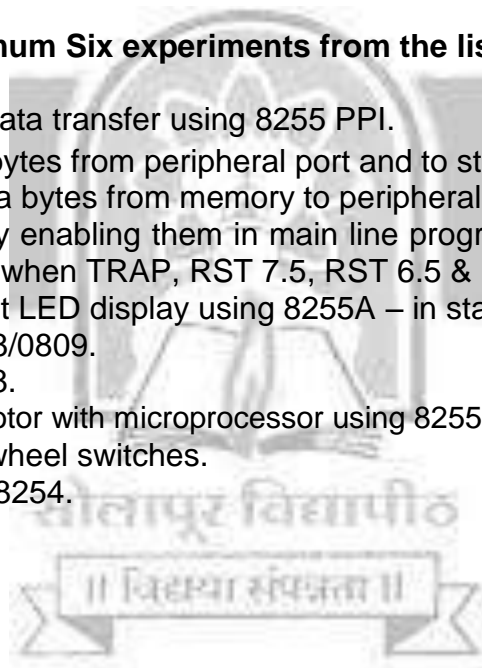 num Six experiments from the lis
ata transfer using 8255 PPI.
bytes from peripheral port and to st
a bytes from memory to peripheral
y enabling them in main line progr
when TRAP, RST 7.5, RST 6.5 &
t LED display using 8255A – in sta
/0809.
otor with microprocessor using 8255
wheel switches.
8254.
सोलापूर विद्यापीठ
॥ विद्यया संपन्नता ॥